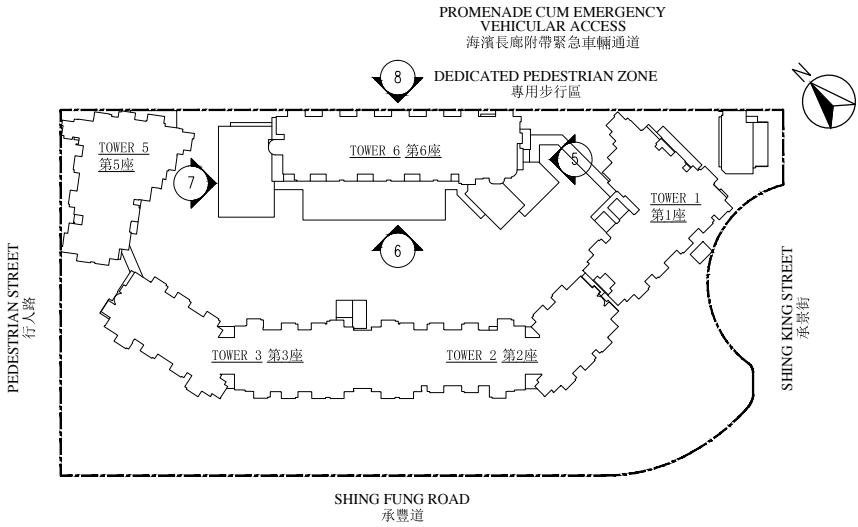 PROMENADE CUM EMERGENCY
VEHICULAR ACCESS
海濱長廊附帶緊急車輛通道
8
DEDICATED PEDESTRIAN ZONE
專用步行區
N
TOWER 5
第5座
TOWER 6 第6座
5
7
TOWER 1
第1座
6
PEDESTRIAN STREET
行人路
SHING KING STREET
承景街
TOWER 3 第3座
TOWER 2 第2座
SHING FUNG ROAD
承豐道